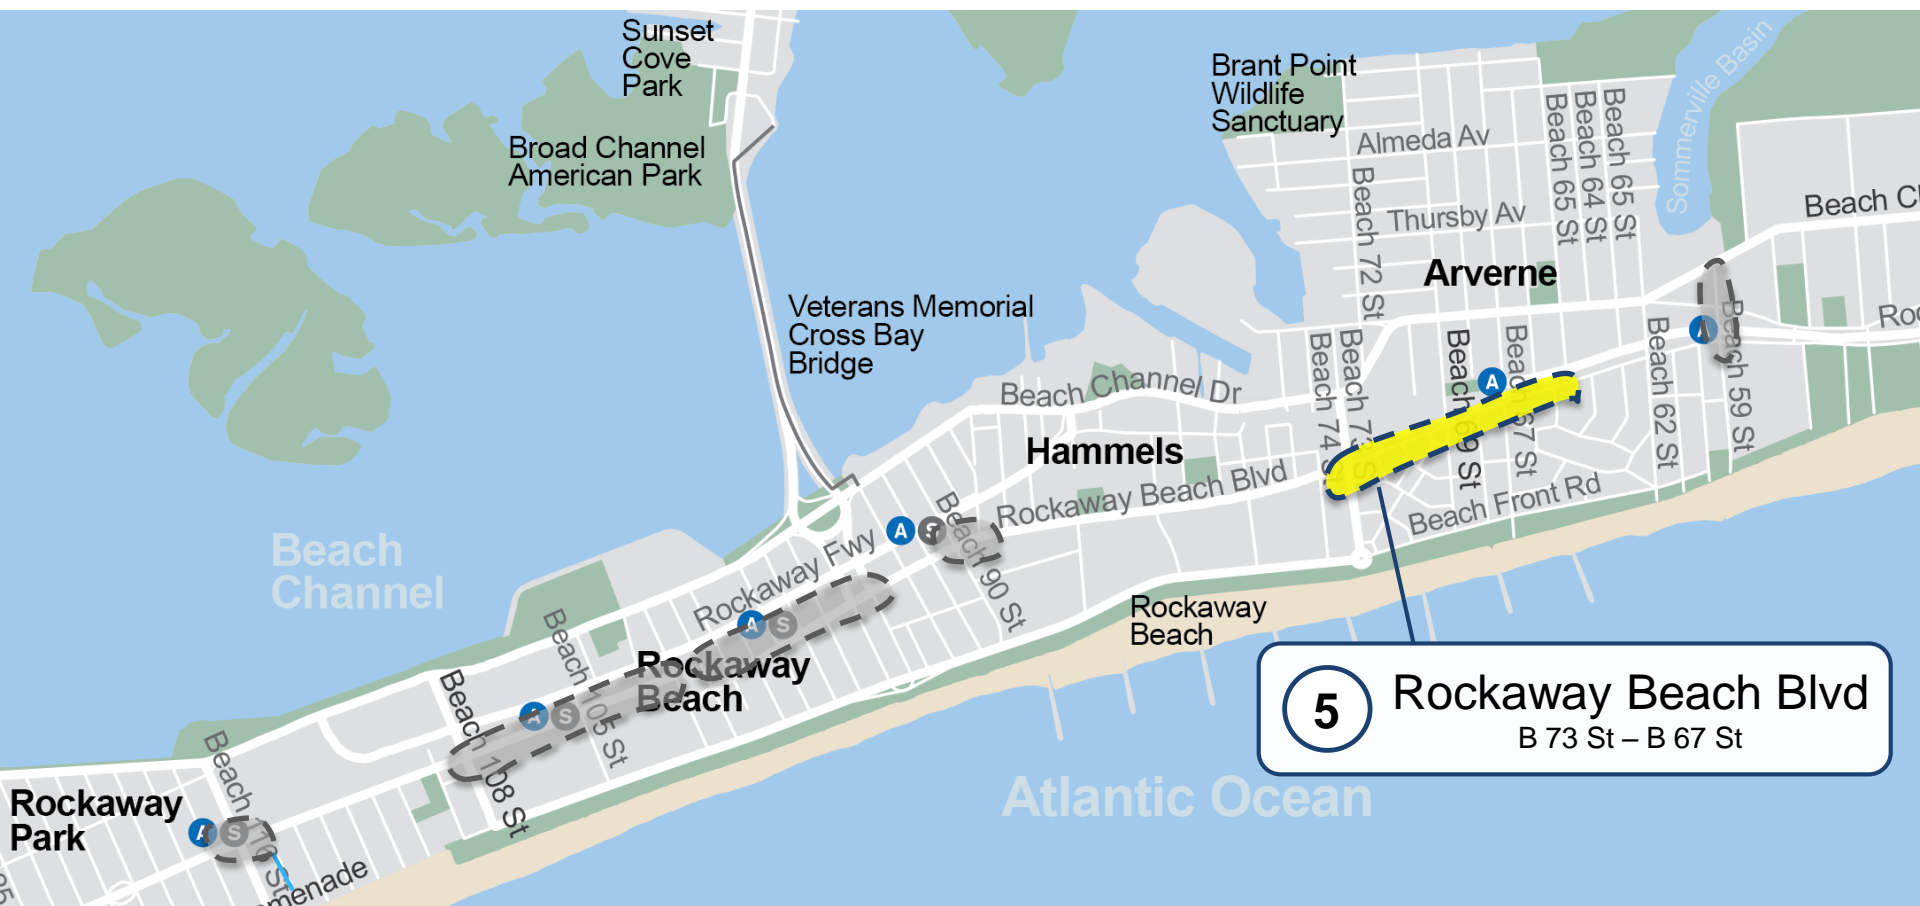 Sunset
Cove
Park
Broad Channel
American Park
Brant Point
Wildlife
Sanctuary
Sommerville Basin
Almeda Av
Thursby Av
Beach 72 St
Beach 65 St
Beach 64 St
Beach 65 St
Beach Cl
Arverne
Veterans Memorial
Cross Bay
Bridge
Roc
A
Beach 59 St
Beach 62 St
Beach 74 St
Beach 73 S
Beach 69 St
Beach 67 St
A
Beach Channel Dr
Hammels
Rockaway Beach Blvd
Beach Front Rd
Beach
Channel
Rockaway Fwy
A S
Beach 90 St
Rockaway
Beach
A S
Rockaway
Beach
Beach 105 St
A S
Beach 108 St
5
Rockaway Beach Blvd
B 73 St – B 67 St
Atlantic Ocean
Rockaway
Park
A S
Beach 116 St
menade